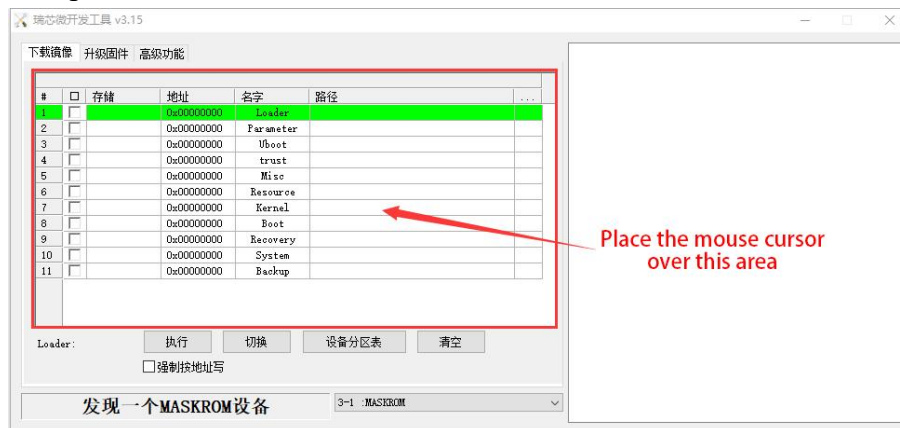 瑞芯微开发工具 v3.15
下载镜像 升级固件 高级功能
# 存储 地址 名字 路径 ...
1 0x00000000 Loader
2 0x00000000 Parameter
3 0x00000000 Uboot
4 0x00000000 trust
5 0x00000000 Misc
6 0x00000000 Resource
7 0x00000000 Kernel
8 0x00000000 Boot
9 0x00000000 Recovery
10 0x00000000 System
11 0x00000000 Backup
Place the mouse cursor
over this area
Loader: 执行 切换 设备分区表 清空
强制按地址写
发现一个MASKROM设备 3-1 :MASKROM